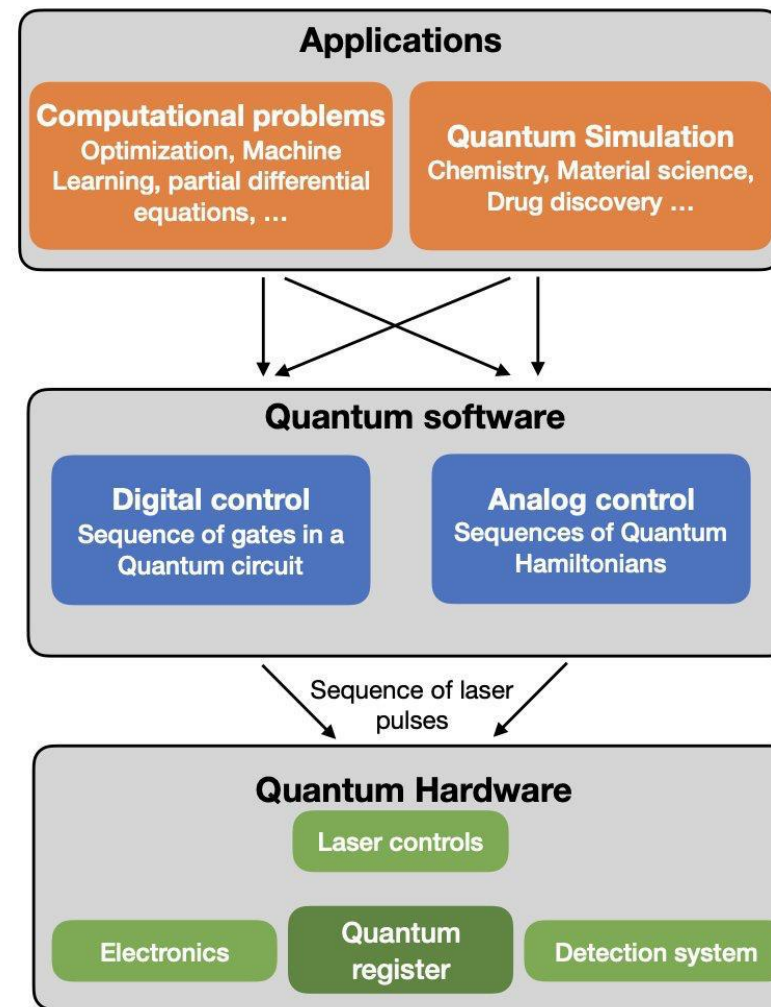 Applications
Computational problems
Optimization, Machine
Learning, partial differential
equations, ...
Quantum Simulation
Chemistry, Material science,
Drug discovery ...
Quantum software
Digital control
Sequence of gates in a
Quantum circuit
Analog control
Sequences of Quantum
Hamiltonians
Sequence of laser
pulses
Quantum Hardware
Laser controls
Electronics
Quantum
register
Detection system